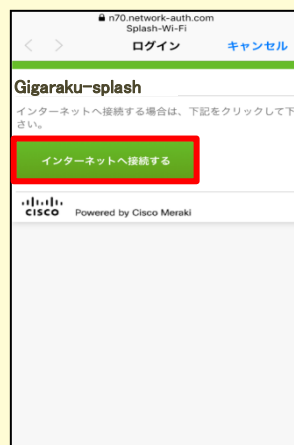 n70.network-auth.com
Splash-Wi-Fi
ログイン
キャンセル
Gigaraku-splash
インターネットへ接続する場合は、下記をクリックして下
さい。
インターネットへ接続する
CISCO Powered by Cisco Meraki